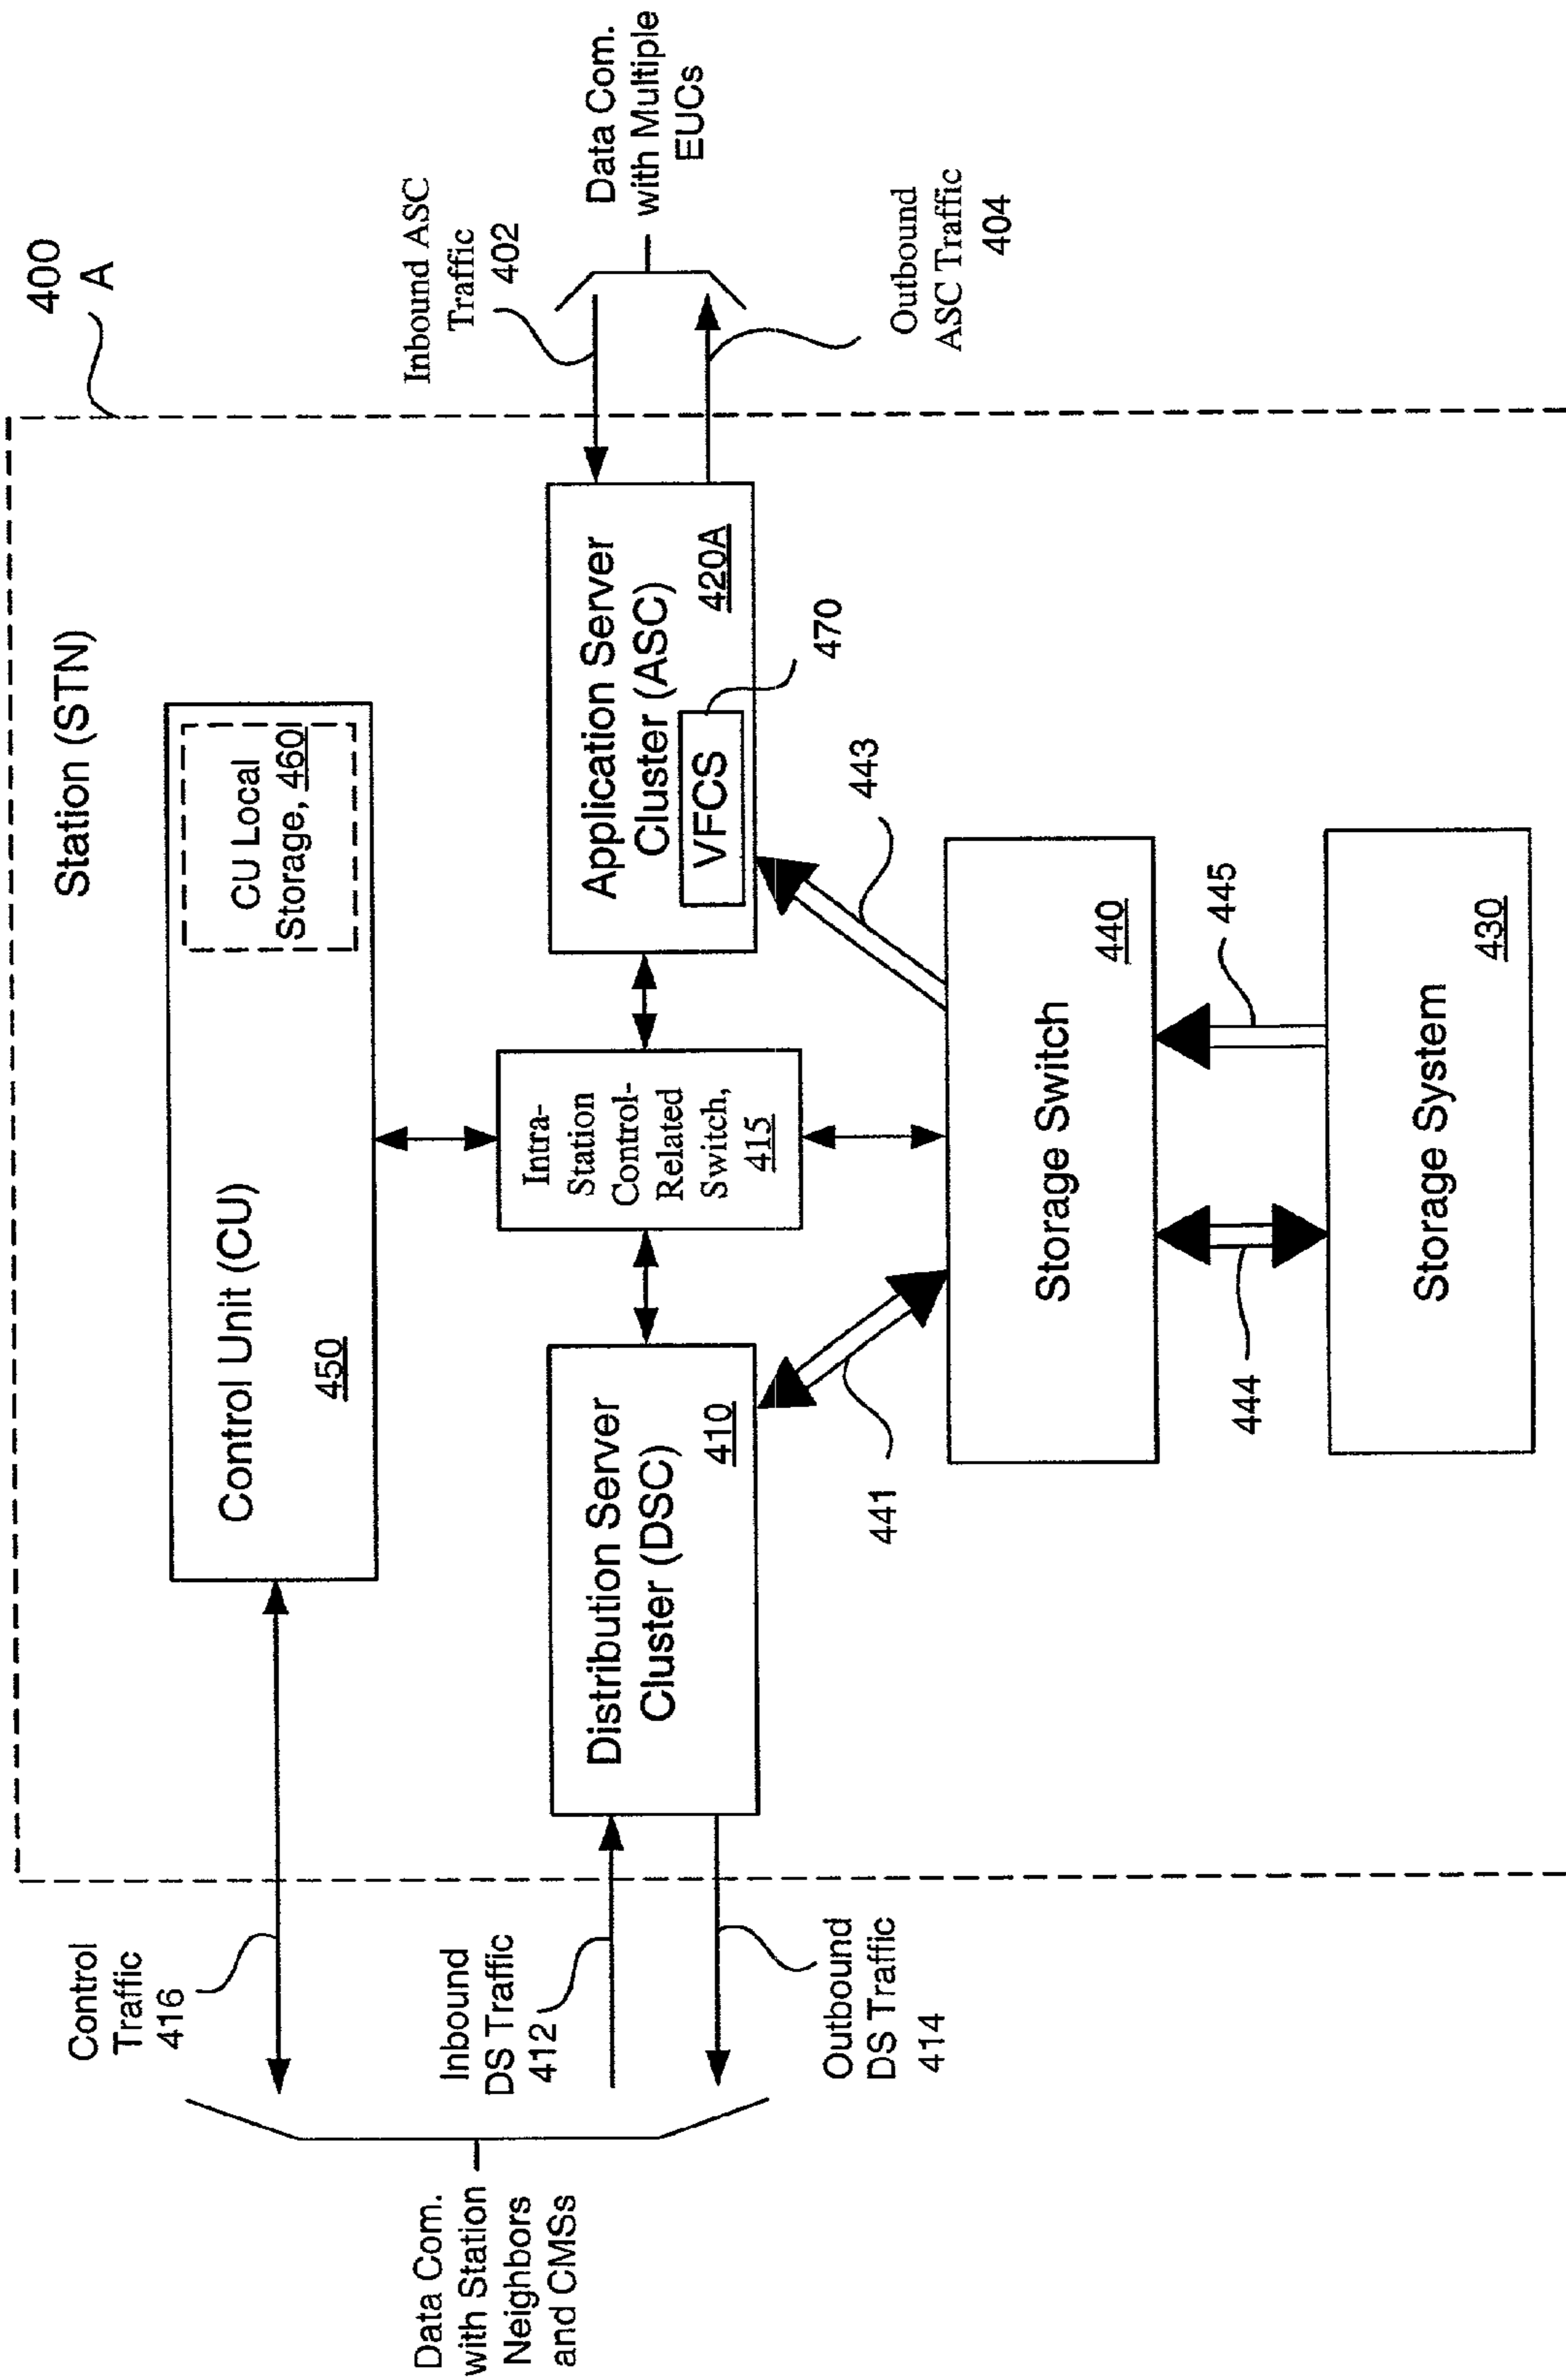 400
A
Station (STN)
Control
Traffic
416
Control Unit (CU)
450
CU Local
Storage, 460
Inbound ASC
Traffic
402
Data Com.
with Multiple
EUCs
Outbound
ASC Traffic
404
Inbound
DS Traffic
412
Data Com.
with Station
Neighbors
and CMSs
Outbound
DS Traffic
414
Distribution Server
Cluster (DSC)
410
Intra-
Station
Control-
Related
Switch,
415
Application Server
Cluster (ASC)
420A
VFCS
470
441
443
Storage Switch
440
444
445
Storage System
430